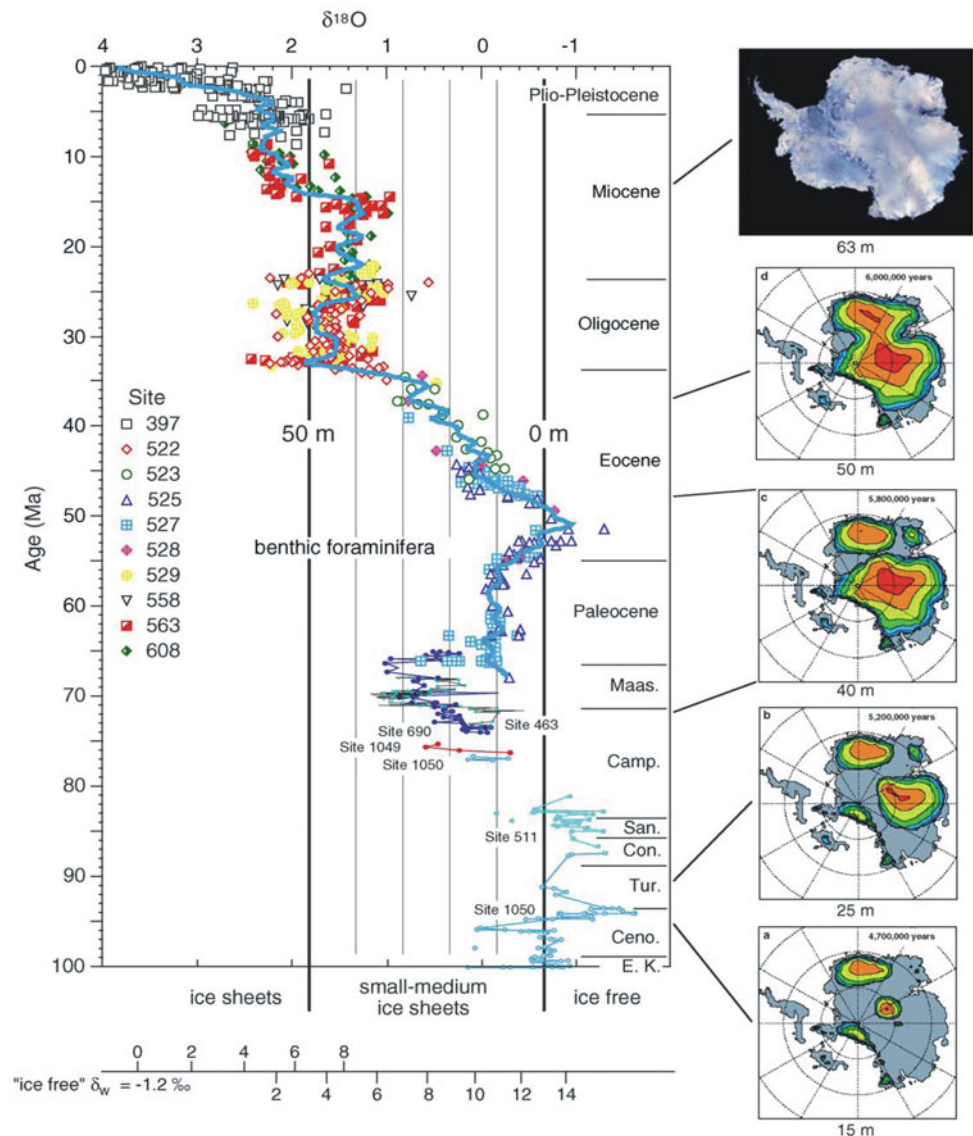 δ18O
4 3 2 1 0 -1
0
10
20
30
40
50
60
70
80
90
100
Age (Ma)
Plio-Pleistocene
Miocene
Oligocene
Eocene
Paleocene
Maas.
Camp.
San.
Con.
Tur.
Ceno.
E. K.
Site
397
522
523
525
527
528
529
558
563
608
50 m
0 m
benthic foraminifera
Site 690
Site 463
Site 1049
Site 1050
Site 511
Site 1050
ice sheets
small-medium
ice sheets
ice free
0 2 4 6 8
"ice free" δw = -1.2 ‰
2 4 6 8 10 12 14
63 m
d
6,000,000 years
50 m
c
5,800,000 years
40 m
b
5,200,000 years
25 m
a
4,700,000 years
15 m